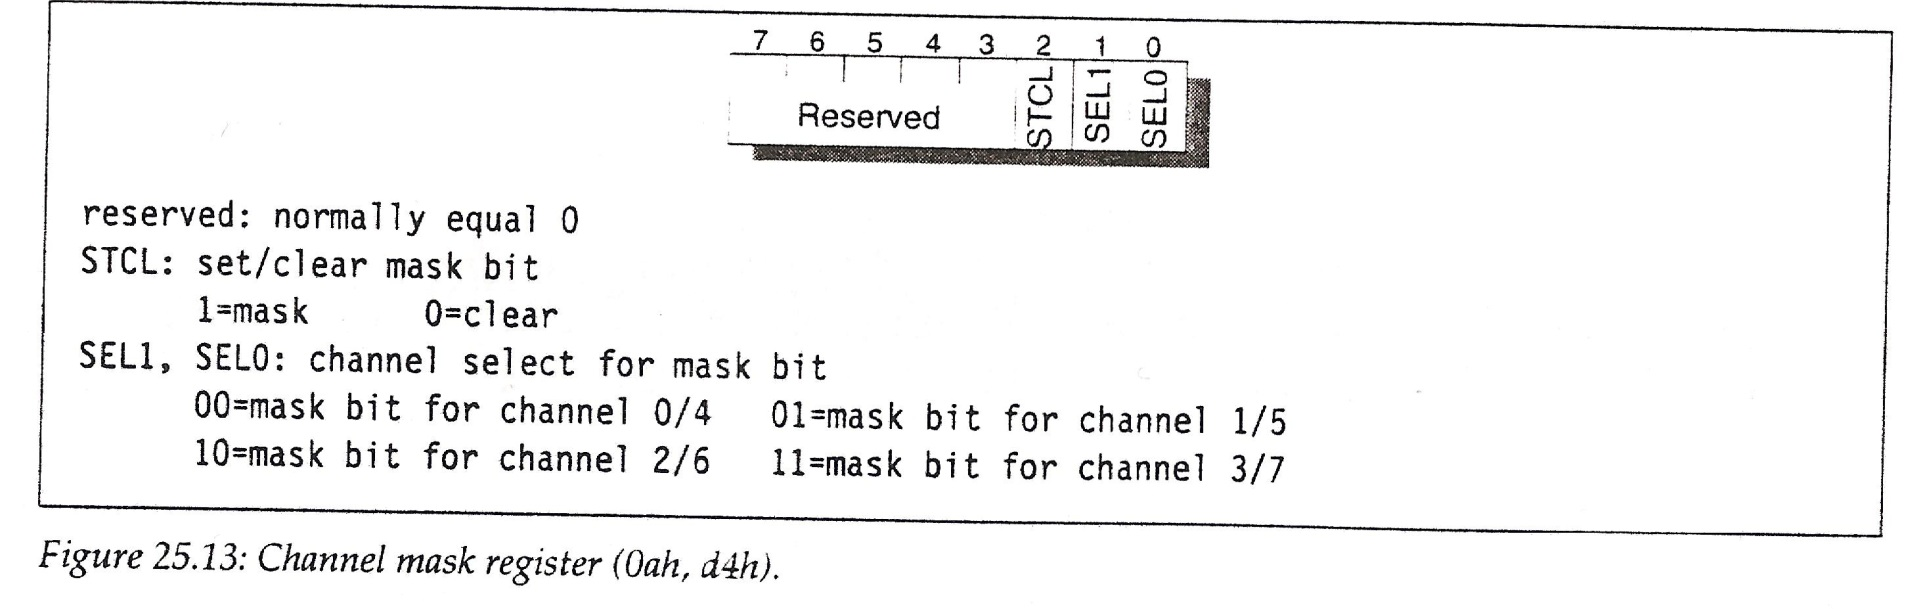 7 6 5 4 3 2 1 0
Reserved STCL SEL1 SEL0
reserved: normally equal 0
STCL: set/clear mask bit
1=mask 0=clear
SEL1, SEL0: channel select for mask bit
00=mask bit for channel 0/4 01=mask bit for channel 1/5
10=mask bit for channel 2/6 11=mask bit for channel 3/7
Figure 25.13: Channel mask register (0ah, d4h).